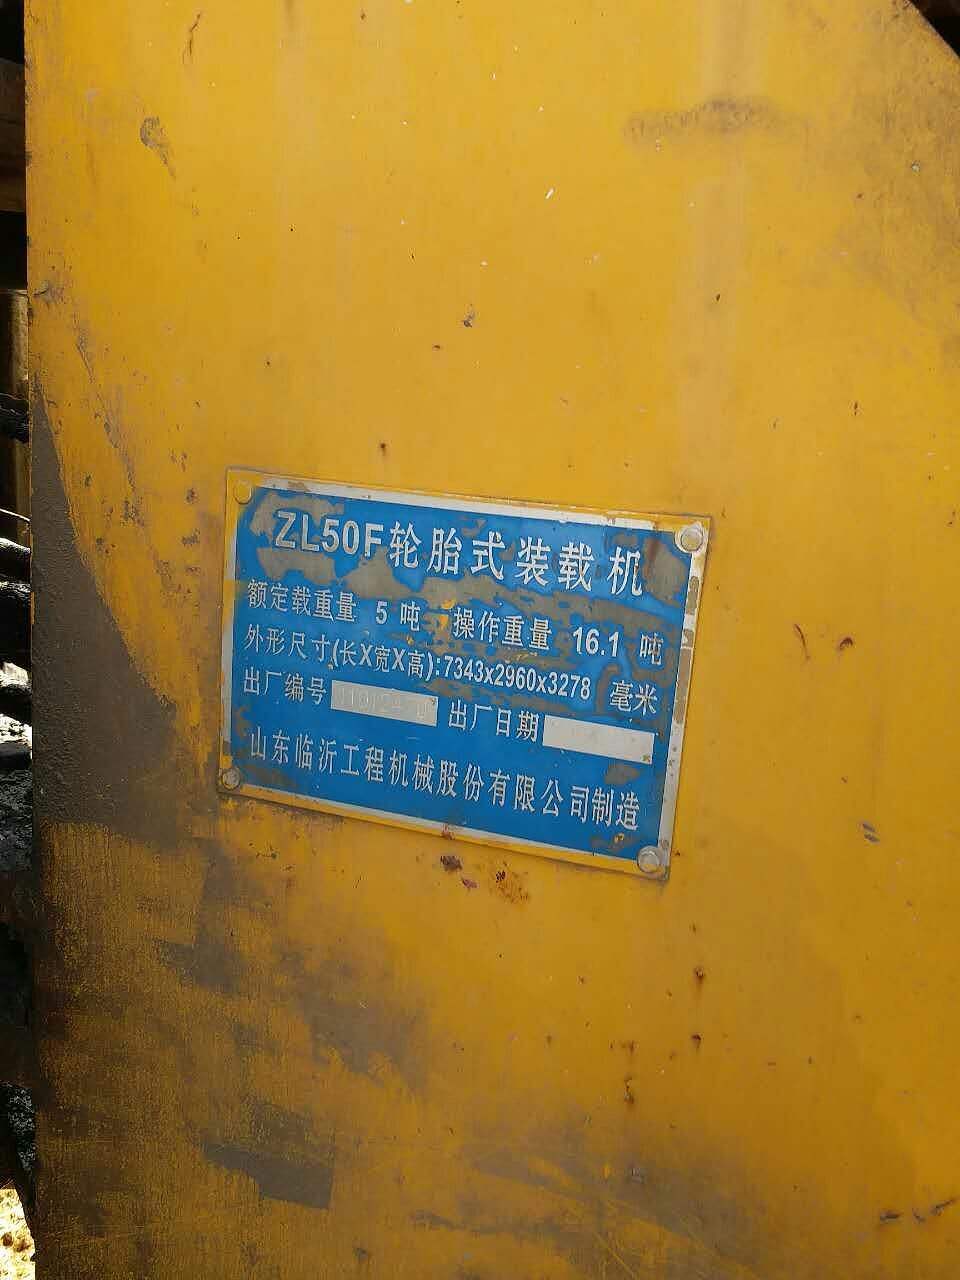 ZL50F轮胎式装载机
额定载重量 5 吨 操作重量 16.1 吨
外形尺寸(长X宽X高):7343x2960x3278 毫米
出厂编号 出厂日期
山东临沂工程机械股份有限公司制造